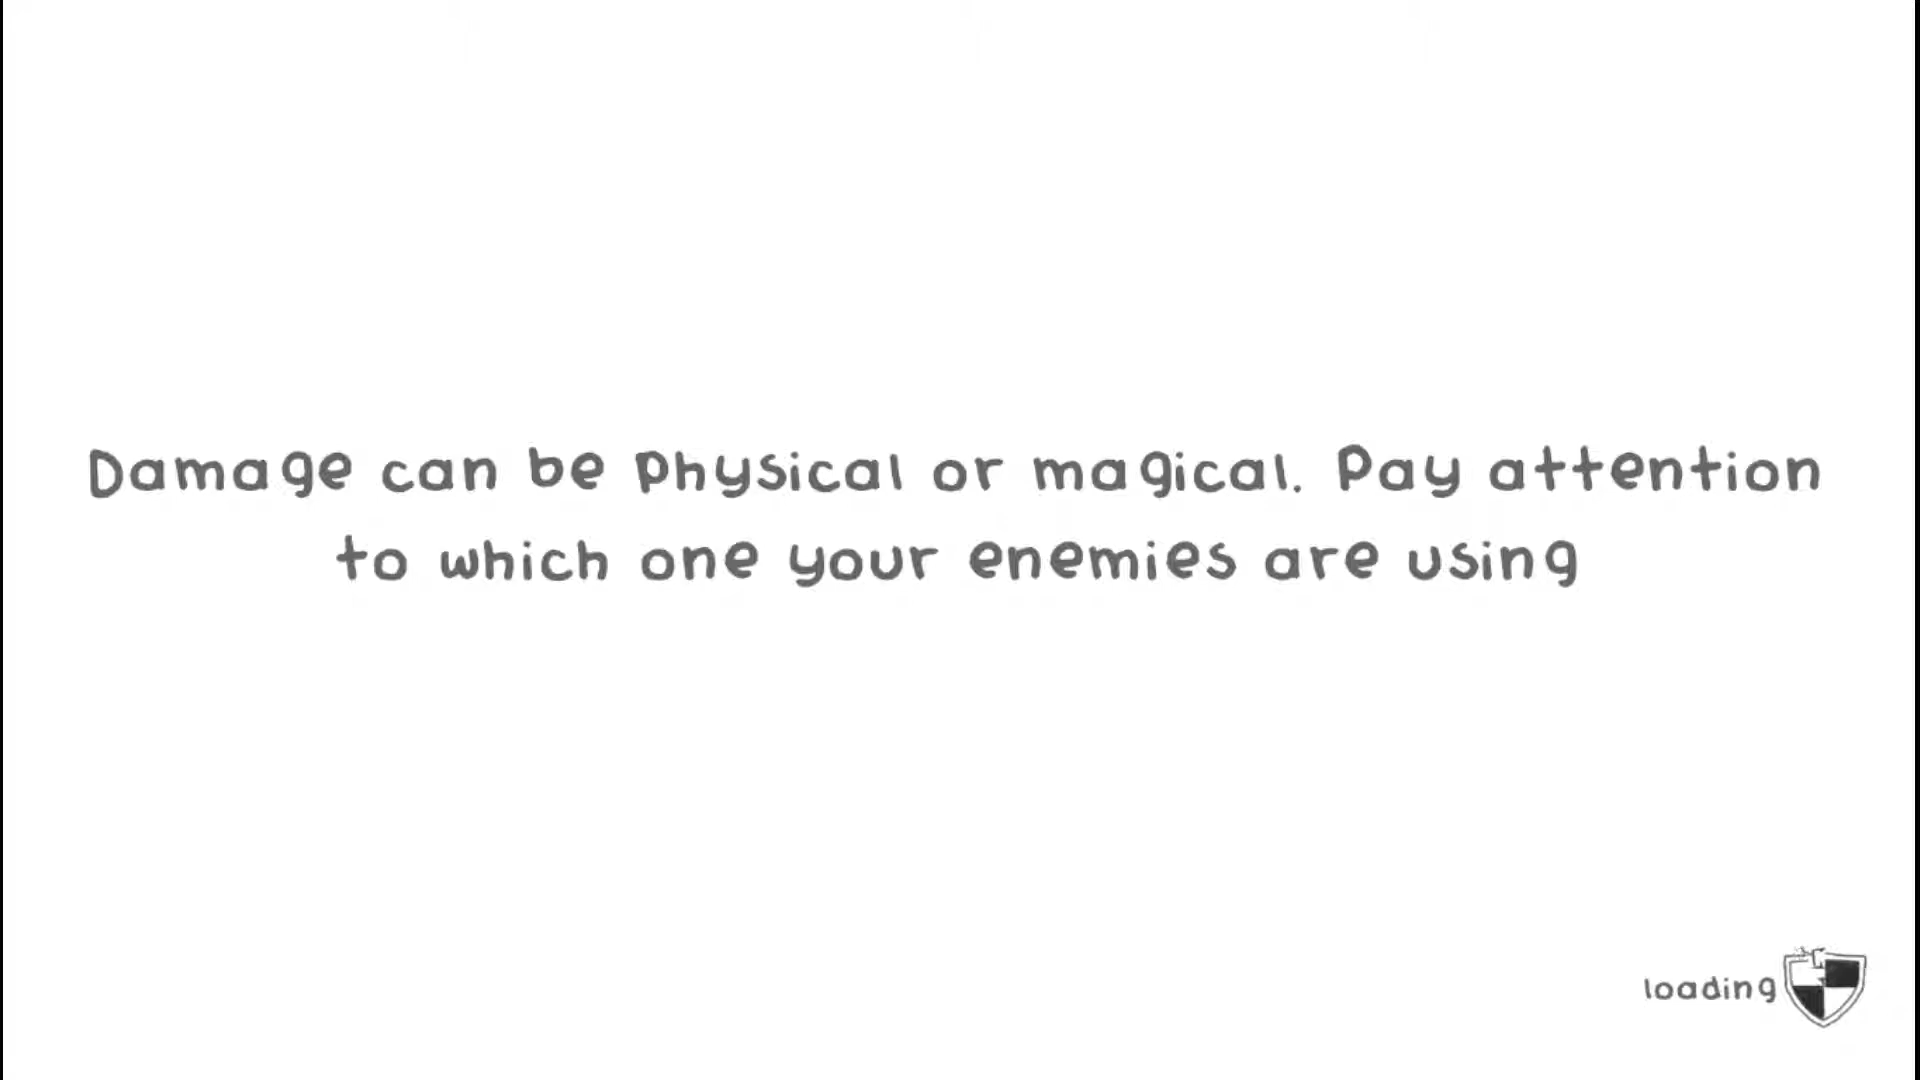 Damage can be Physical or magical. Pay attention
to which one your enemies are using
loading